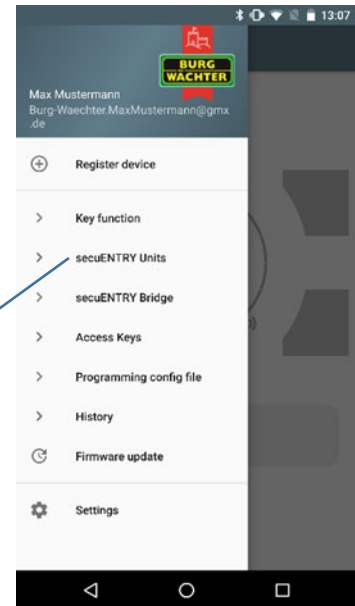 13:07
BURG
WÄCHTER
Max Mustermann
Burg-Waechter.MaxMustermann@gmx
.de
Register device
Key function
secuENTRY Units
secuENTRY Bridge
Access Keys
Programming config file
History
Firmware update
Settings